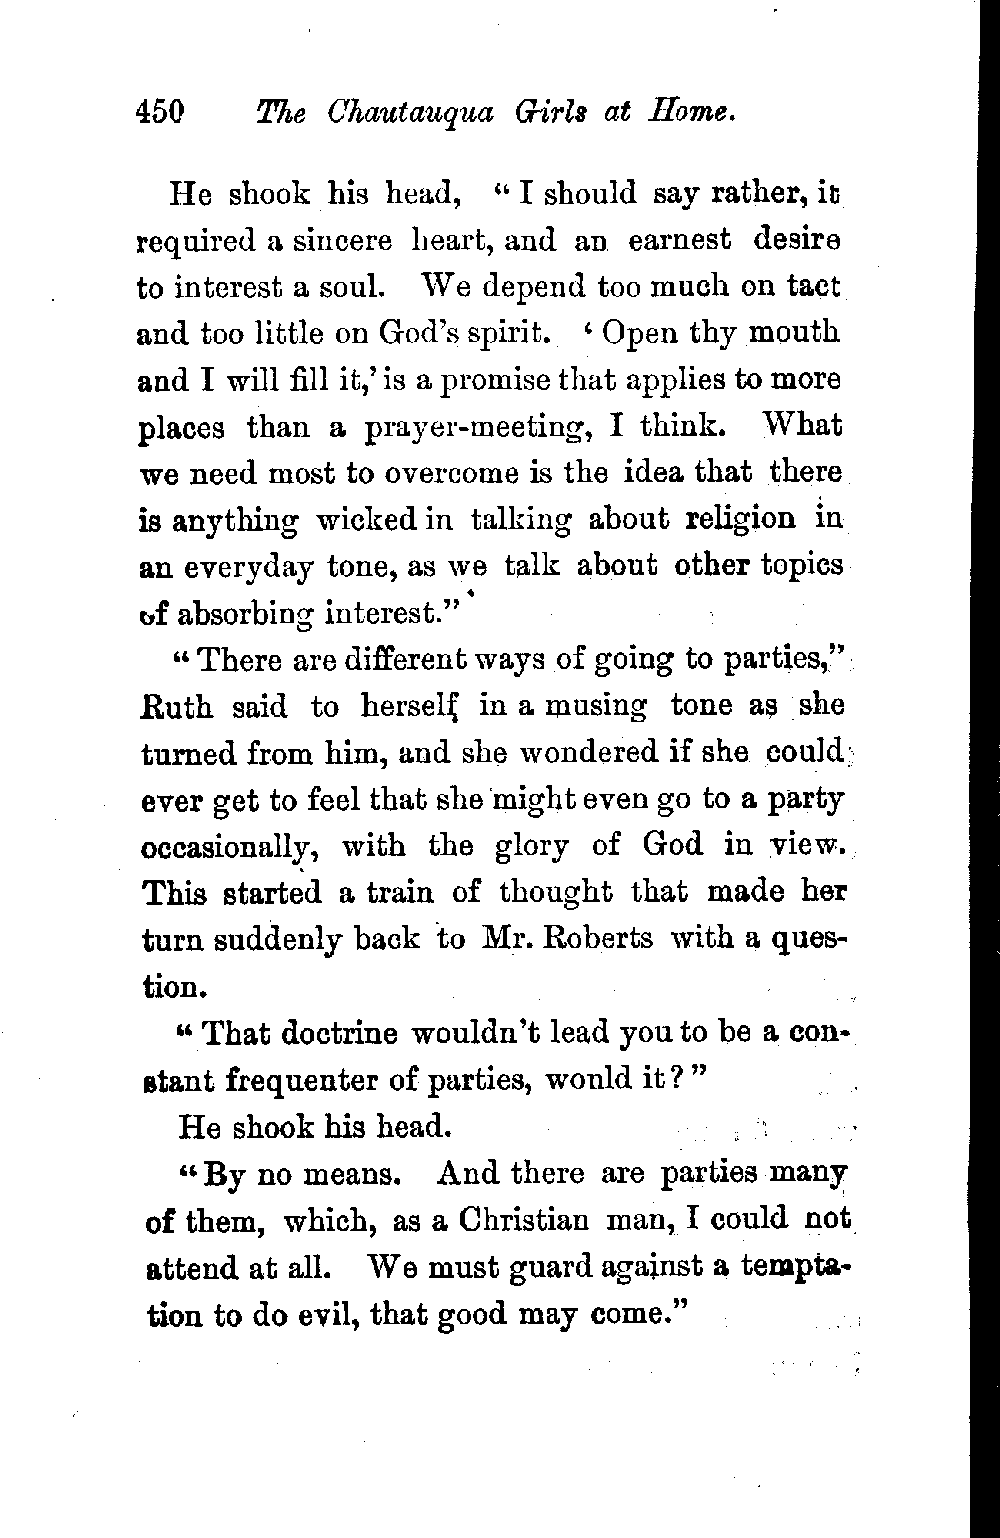 450 The Chautauqua Girls at Home.
He shook his head, “ I should say rather, it
required a sincere heart, and an earnest desire
to interest a soul. We depend too much on tact
and too little on God’s spirit. ‘ Open thy mouth
and I will fill it,’ is a promise that applies to more
places than a prayer-meeting, I think. What
we need most to overcome is the idea that there
is anything wicked in talking about religion in
an everyday tone, as we talk about other topics
of absorbing interest.”
“ There are different ways of going to parties,”
Ruth said to herself in a musing tone as she
turned from him, and she wondered if she could
ever get to feel that she might even go to a party
occasionally, with the glory of God in view.
This started a train of thought that made her
turn suddenly back to Mr. Roberts with a ques-
tion.
“ That doctrine wouldn’t lead you to be a con-
stant frequenter of parties, would it? ”
He shook his head.
“ By no means. And there are parties many
of them, which, as a Christian man, I could not
attend at all. We must guard against a tempta-
tion to do evil, that good may come.”